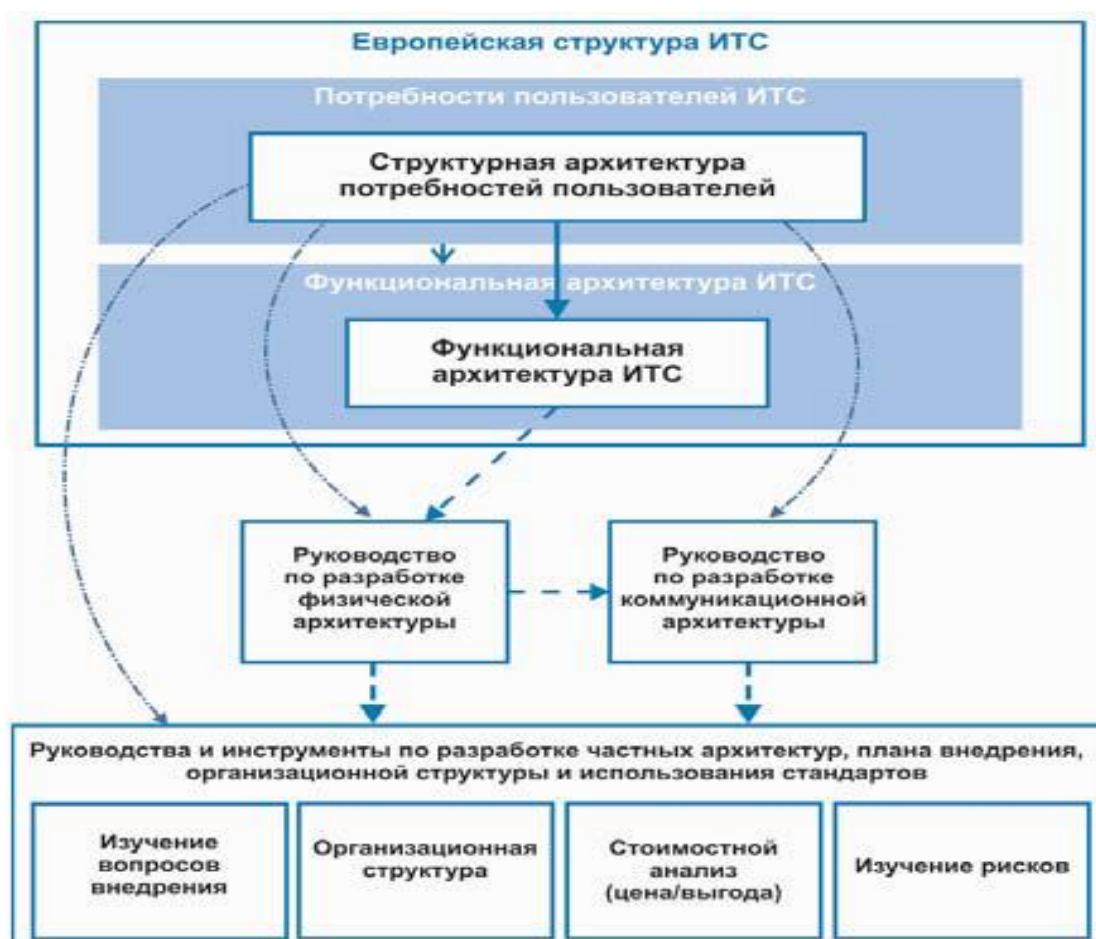 Европейская структура ИТС
Потребности пользователей ИТС
Структурная архитектура
потребностей пользователей
Функциональная архитектура ИТС
Функциональная
архитектура ИТС
Руководство
по разработке
физической
архитектуры
Руководство
по разработке
коммуникационной
архитектуры
Руководства и инструменты по разработке частных архитектур, плана внедрения,
организационной структуры и использования стандартов
Изучение
вопросов
внедрения
Организационная
структура
Стоимостной
анализ
(цена/выгода)
Изучение рисков